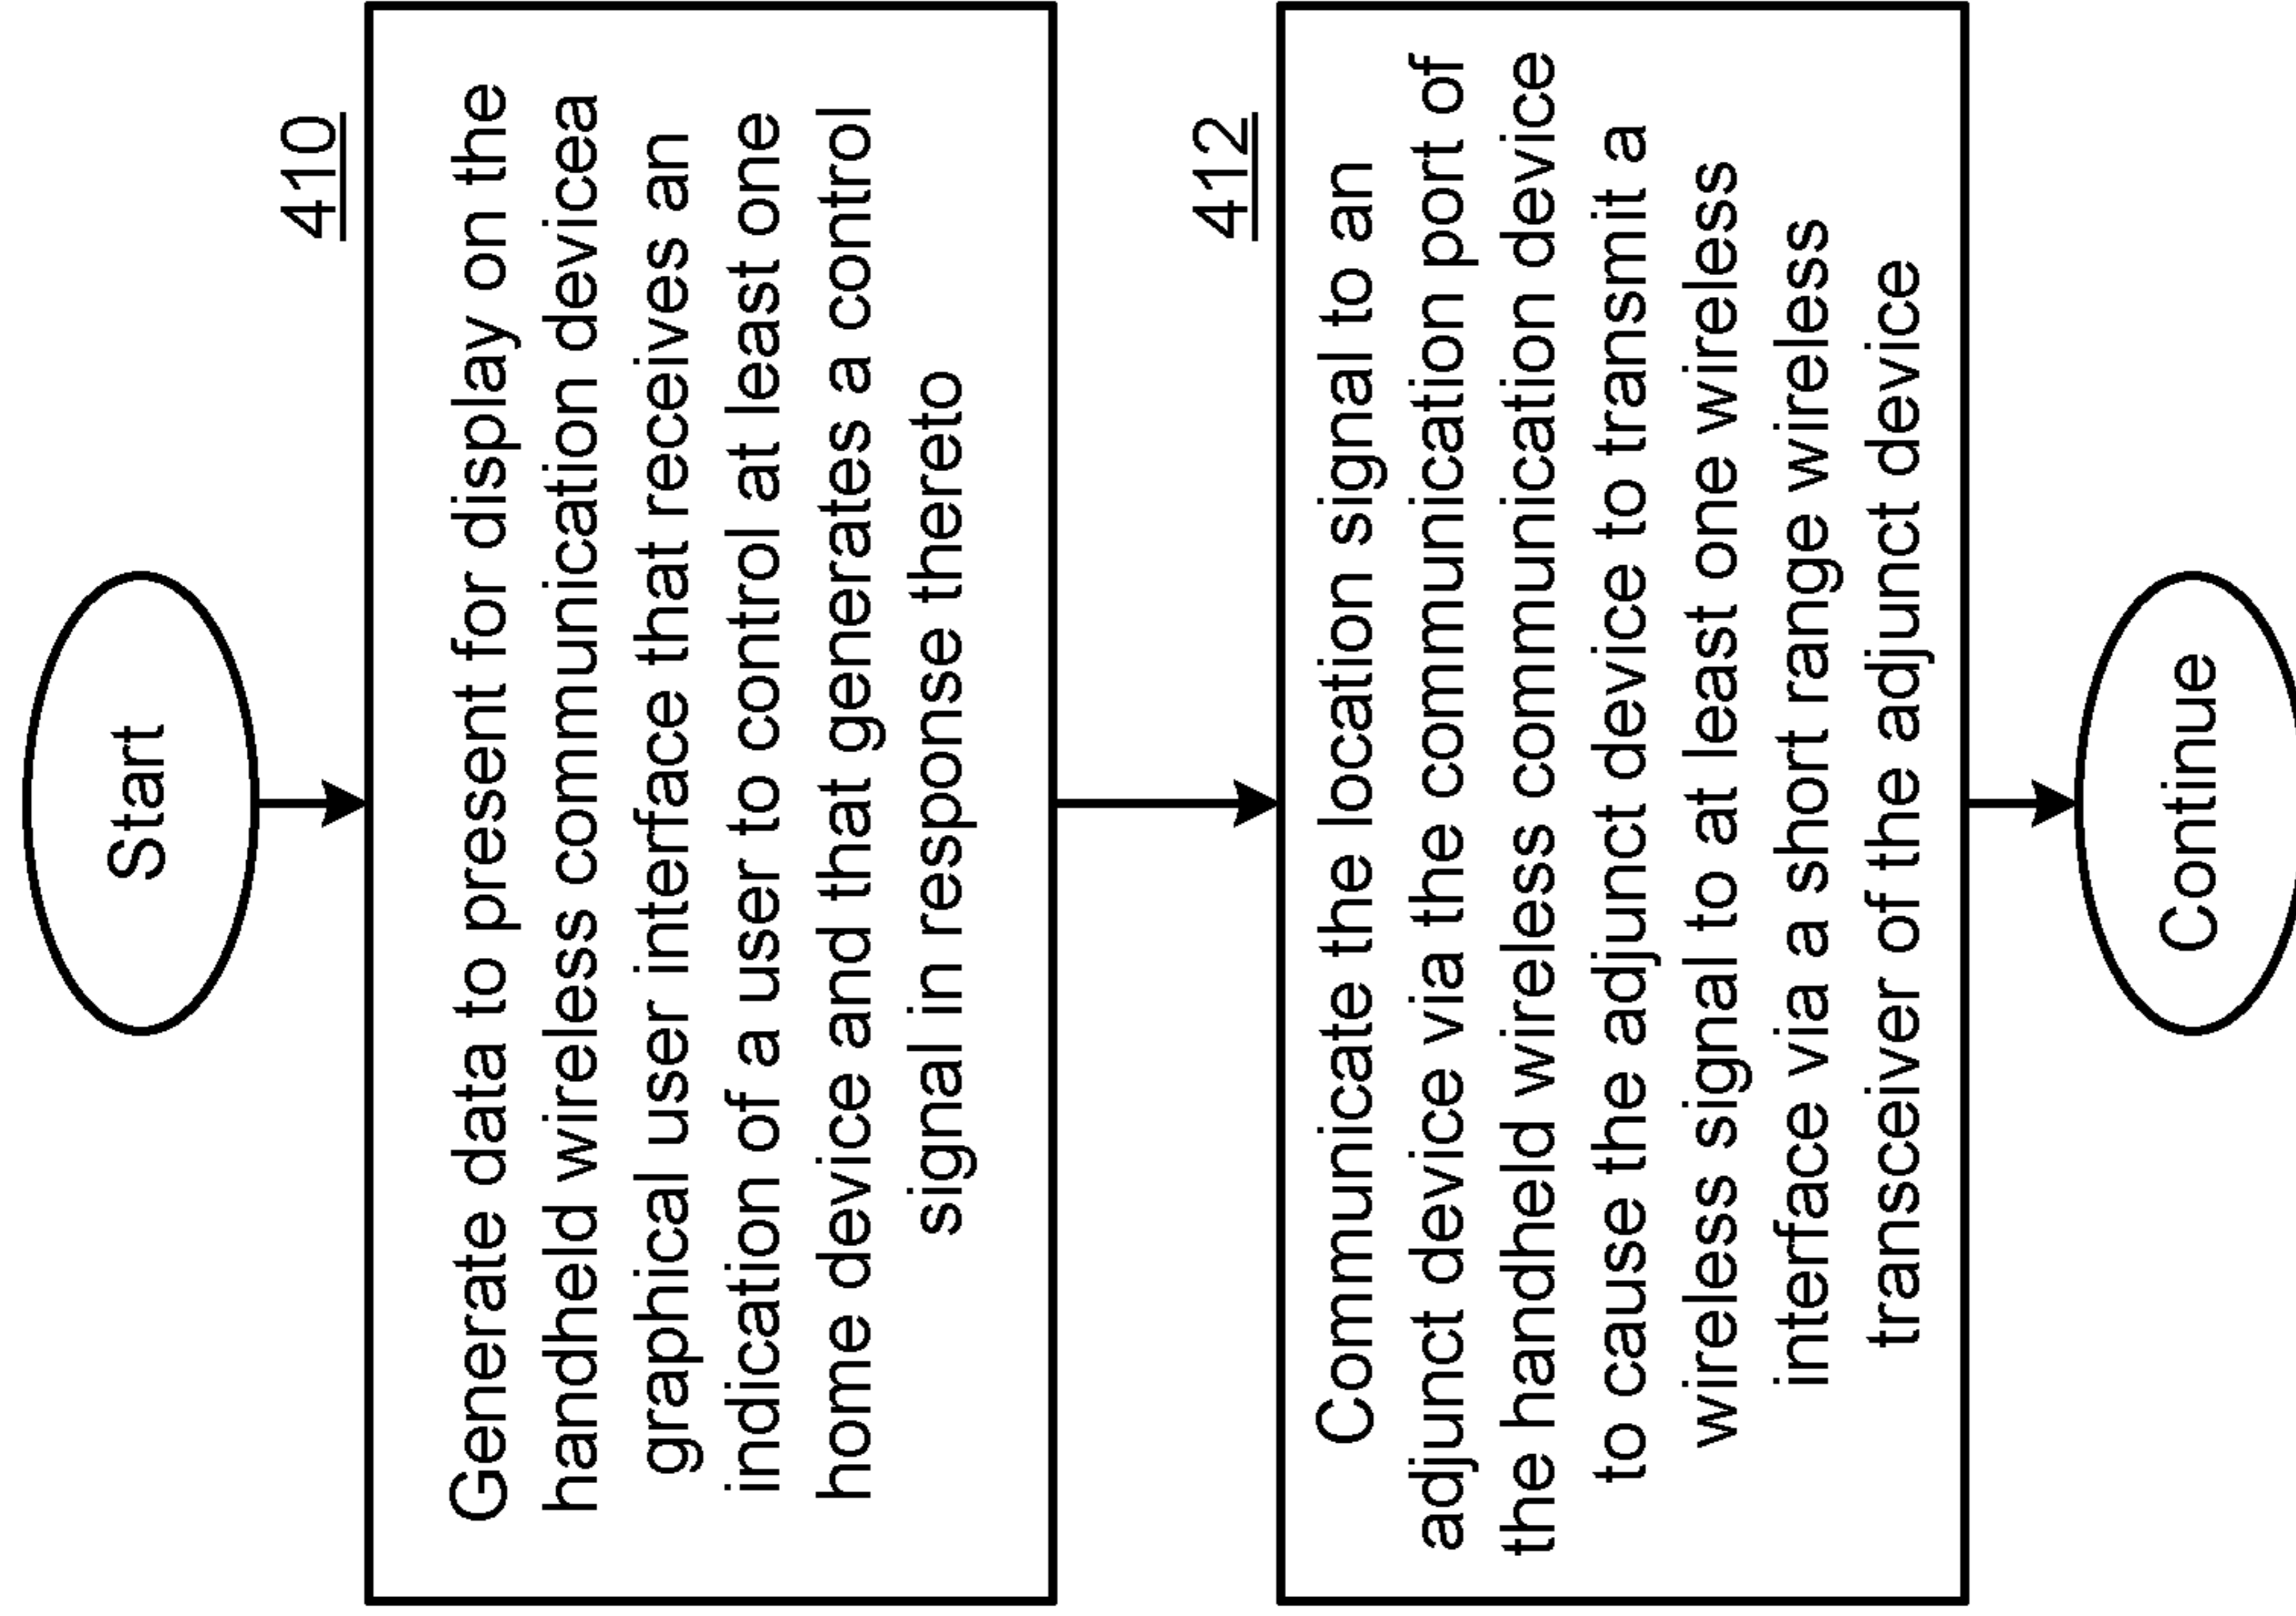 Start
410
Generate data to present for display on the
handheld wireless communication devicea
graphical user interface that receives an
indication of a user to control at least one
home device and that generates a control
signal in response thereto
412
Communicate the location signal to an
adjunct device via the communication port of
the handheld wireless communication device
to cause the adjunct device to transmit a
wireless signal to at least one wireless
interface via a short range wireless
transceiver of the adjunct device
Continue